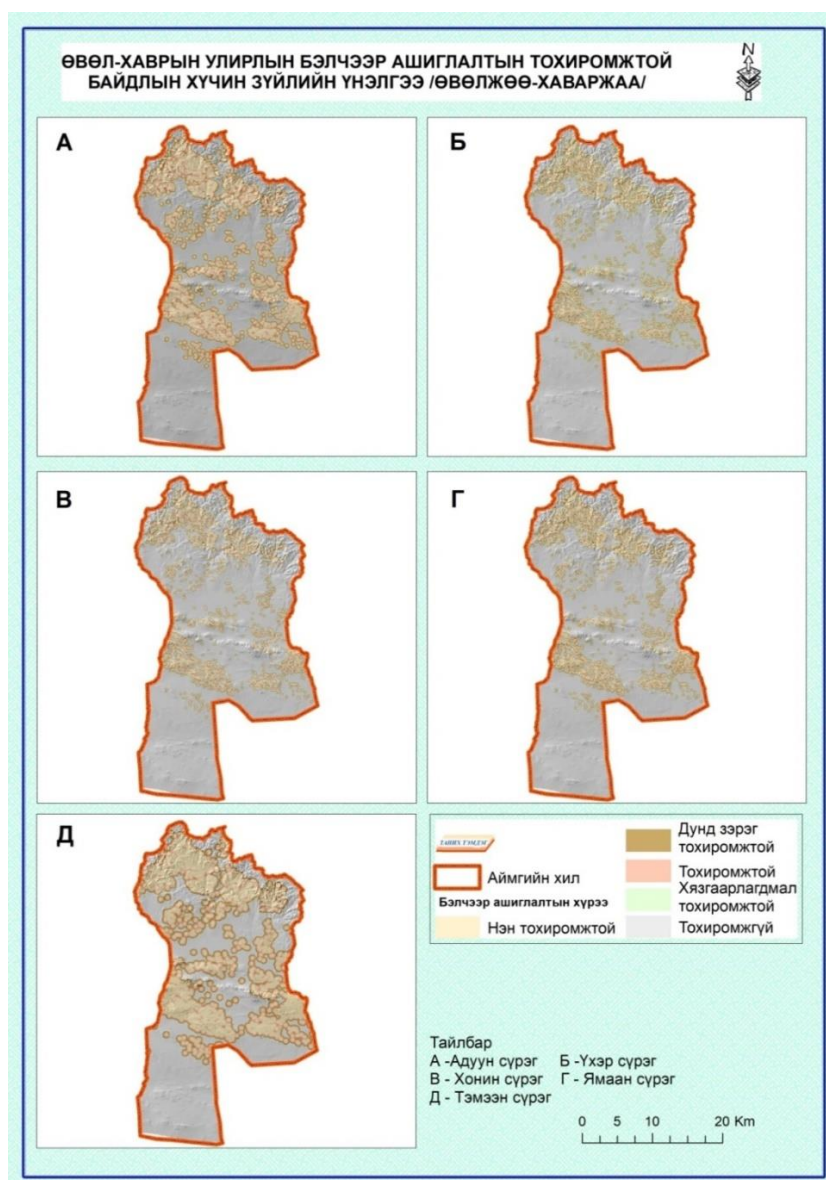 ӨВӨЛ-ХАВРЫН УЛИРЛЫН БЭЛЧЭЭР АШИГЛАЛТЫН ТОХИРОМЖТОЙ
БАЙДЛЫН ХҮЧИН ЗҮЙЛИЙН ҮНЭЛГЭЭ /ӨВӨЛЖӨӨ-ХАВАРЖАА/
N
А
Б
В
Г
Д
ТАНИХ ТЭМДЭГ
Аймгийн хил
Бэлчээр ашиглалтын хүрээ
Нэн тохиромжтой
Дунд зэрэг
тохиромжтой
Тохиромжтой
Хязгаарлагдмал
тохиромжтой
Тохиромжгүй
Тайлбар
А -Адуун сүрэг Б -Үхэр сүрэг
В - Хонин сүрэг Г - Ямаан сүрэг
Д - Тэмээн сүрэг
0 5 10 20 Km